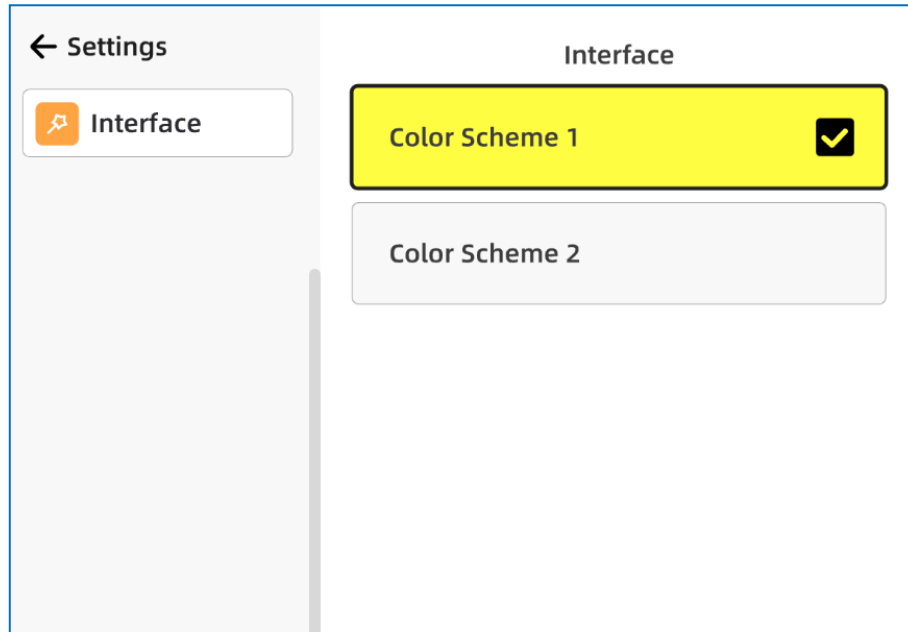 Settings
Interface
Interface
Color Scheme 1
Color Scheme 2